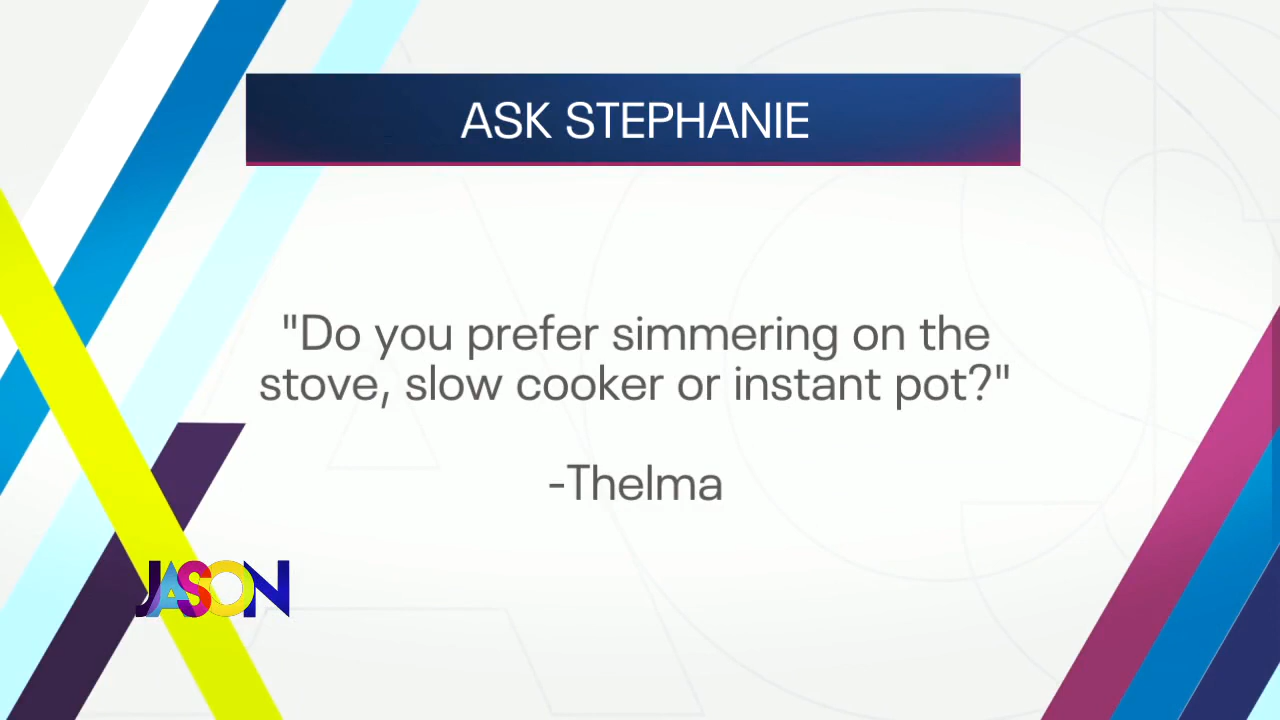 ASK STEPHANIE
"Do you prefer simmering on the
stove, slow cooker or instant pot?"
-Thelma
JASON